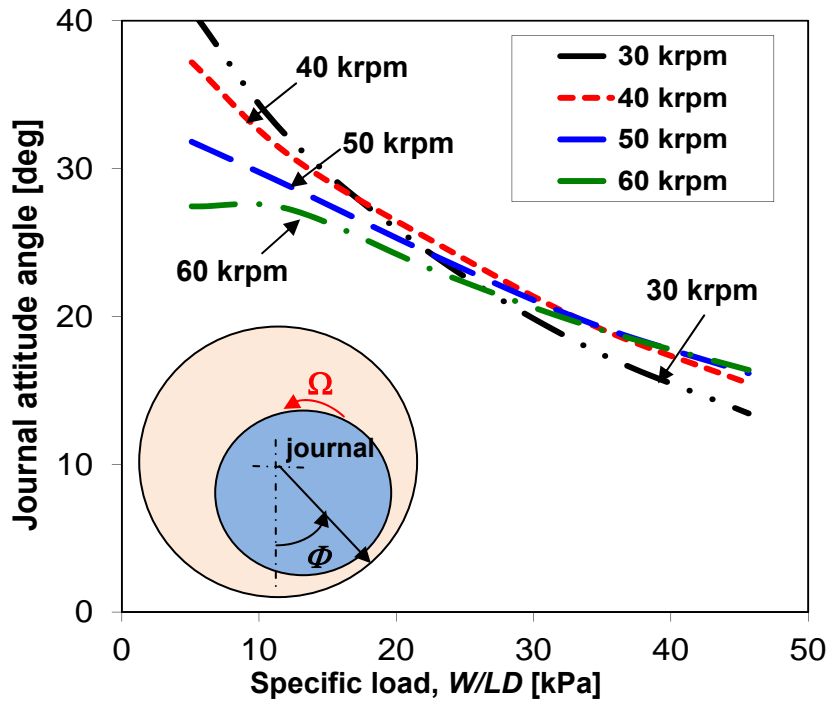 Journal attitude angle [deg]
40
30
20
10
0
30 krpm
40 krpm
50 krpm
60 krpm
40 krpm
50 krpm
60 krpm
30 krpm
Ω
journal
Φ
0 10 20 30 40 50
Specific load, W/LD [kPa]